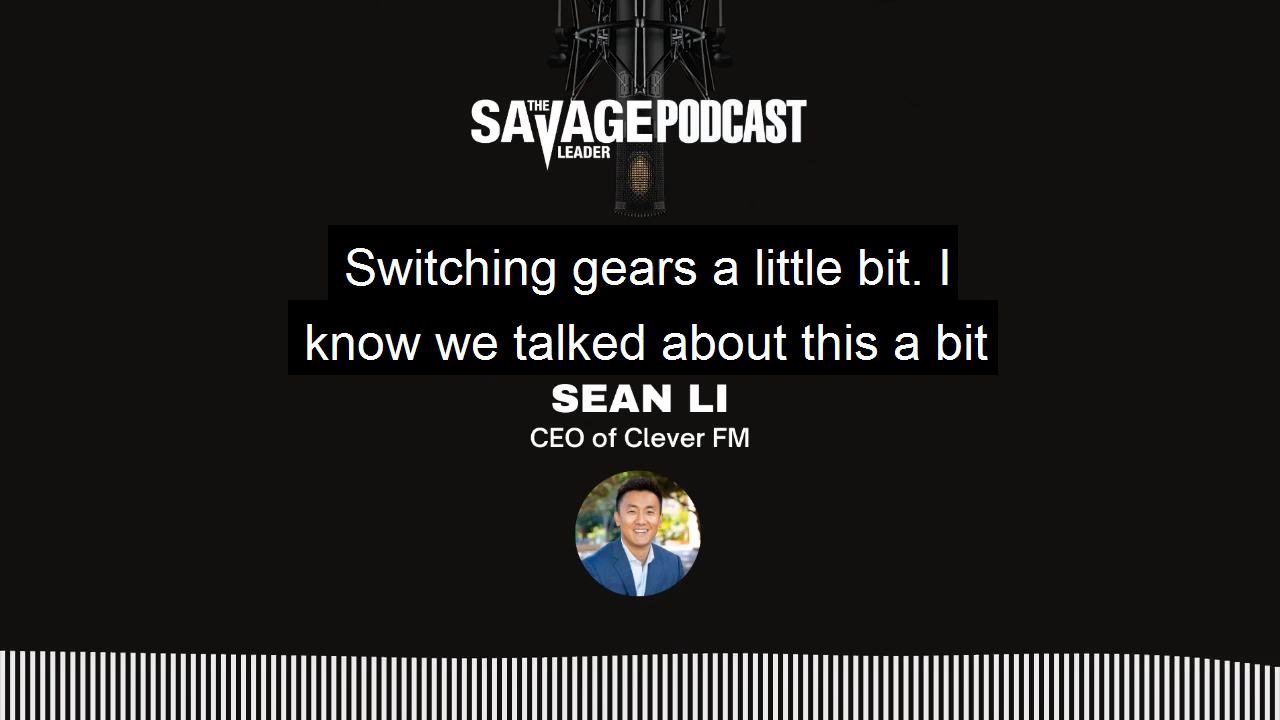 THE SAVAGE LEADER PODCAST
Switching gears a little bit. I
know we talked about this a bit
SEAN LI
CEO of Clever FM